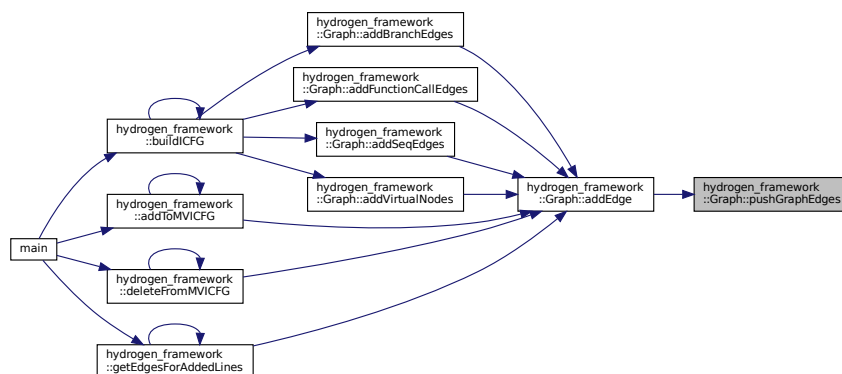 hydrogen_framework
::Graph::addBranchEdges
hydrogen_framework
::Graph::addFunctionCallEdges
hydrogen_framework
::buildICFG
hydrogen_framework
::Graph::addSeqEdges
hydrogen_framework
::Graph::addVirtualNodes
hydrogen_framework
::Graph::addEdge
hydrogen_framework
::Graph::pushGraphEdges
hydrogen_framework
::addToMVICFG
main
hydrogen_framework
::deleteFromMVICFG
hydrogen_framework
::getEdgesForAddedLines